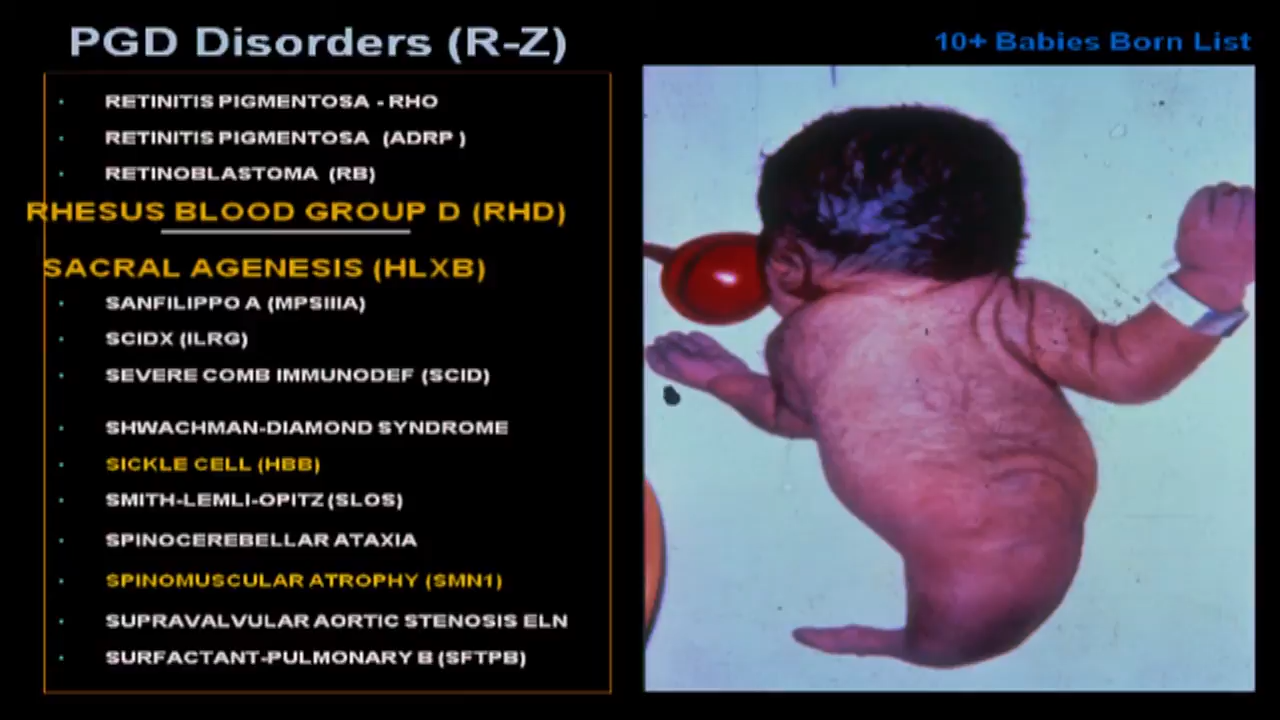 PGD Disorders (R-Z)
10+ Babies Born List
RETINITIS PIGMENTOSA - RHO
RETINITIS PIGMENTOSA (ADRP )
RETINOBLASTOMA (RB)
RHESUS BLOOD GROUP D (RHD)
SACRAL AGENESIS (HLXB)
SANFILIPPO A (MPSIIIA)
SCIDX (ILRG)
SEVERE COMB IMMUNODEF (SCID)
SHWACHMAN-DIAMOND SYNDROME
SICKLE CELL (HBB)
SMITH-LEMLI-OPITZ (SLOS)
SPINOCEREBELLAR ATAXIA
SPINOMUSCULAR ATROPHY (SMN1)
SUPRAVALVULAR AORTIC STENOSIS ELN
SURFACTANT-PULMONARY B (SFTPB)